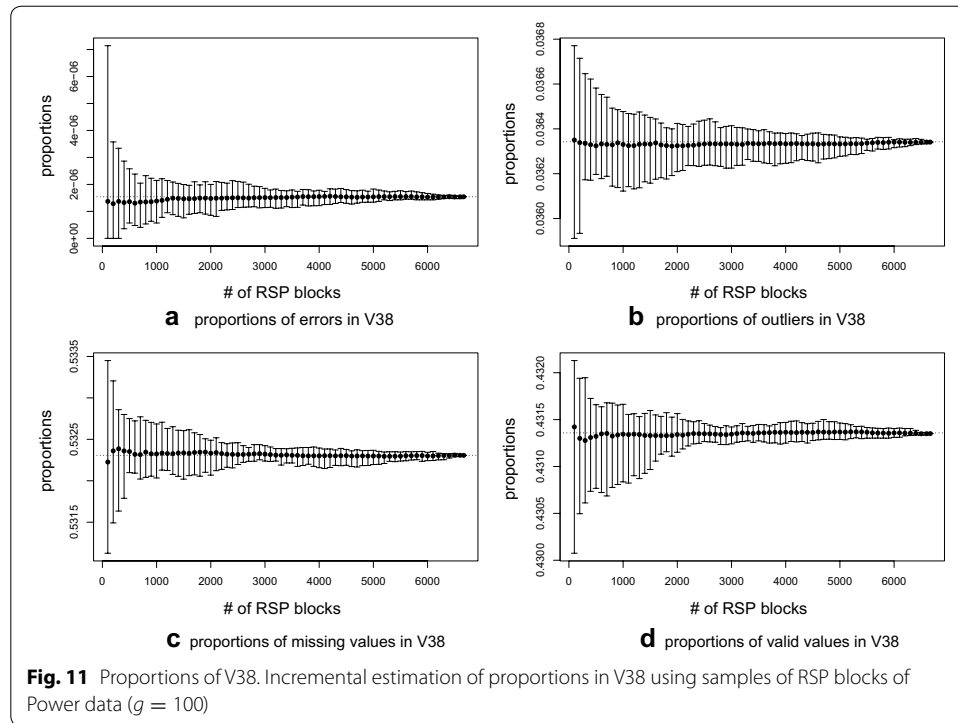 proportions
0e+00 2e-06 4e-06 6e-06
0 1000 2000 3000 4000 5000 6000
# of RSP blocks
a proportions of errors in V38
proportions
0.0360 0.0362 0.0364 0.0366 0.0368
0 1000 2000 3000 4000 5000 6000
# of RSP blocks
b proportions of outliers in V38
proportions
0.5315 0.5325 0.5335
0 1000 2000 3000 4000 5000 6000
# of RSP blocks
c proportions of missing values in V38
proportions
0.4300 0.4305 0.4310 0.4315 0.4320
0 1000 2000 3000 4000 5000 6000
# of RSP blocks
d proportions of valid values in V38
Fig. 11 Proportions of V38. Incremental estimation of proportions in V38 using samples of RSP blocks of
Power data (g = 100)